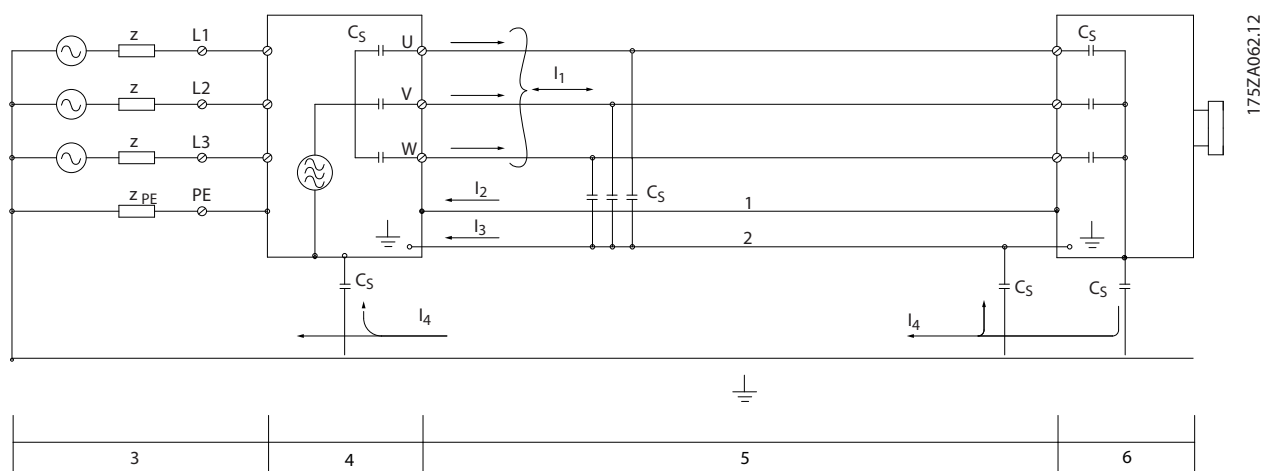 z L1 C_S U C_S
I_1
z L2 V
z L3 W
z_PE PE I_2 C_S 1
I_3 2
C_S C_S C_S
I_4 I_4
3 4 5 6
175ZA062.12